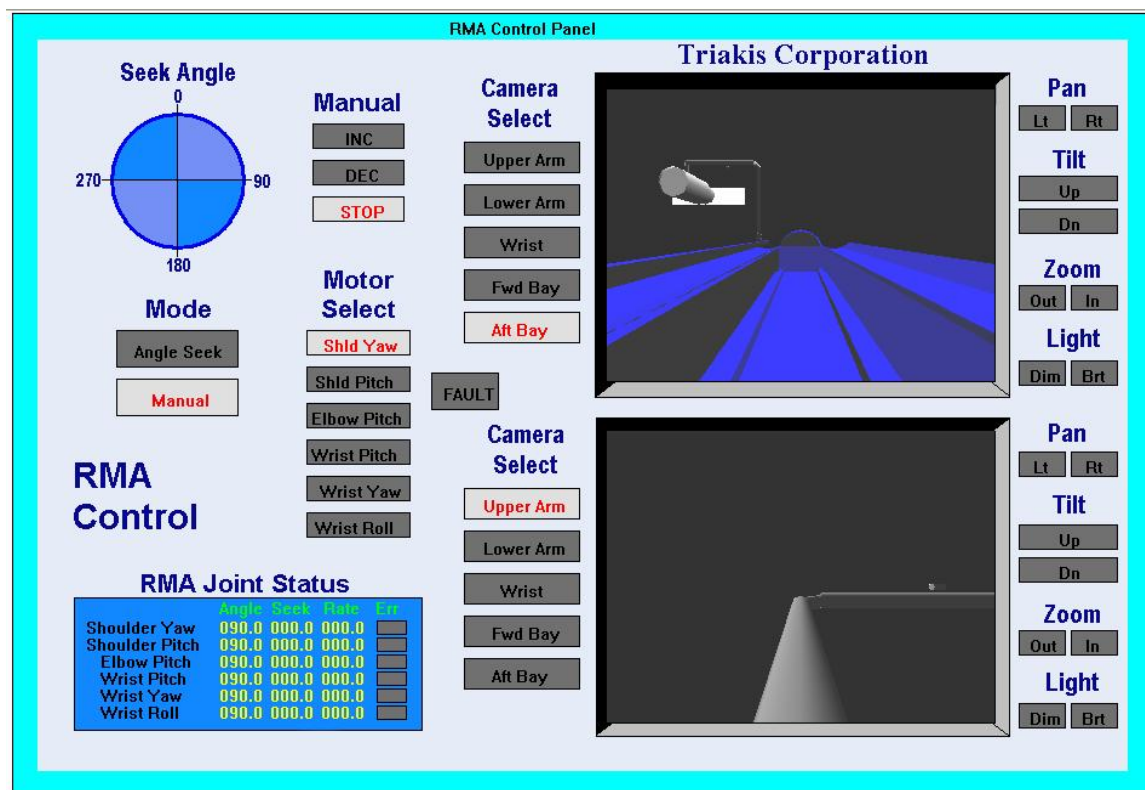 RMA Control Panel
Triakis Corporation
Seek Angle
0
270
90
180
Manual
INC
DEC
STOP
Mode
Angle Seek
Manual
Motor
Select
Shld Yaw
Shld Pitch
Elbow Pitch
Wrist Pitch
Wrist Yaw
Wrist Roll
FAULT
Camera
Select
Upper Arm
Lower Arm
Wrist
Fwd Bay
Aft Bay
Pan
Lt Rt
Tilt
Up
Dn
Zoom
Out In
Light
Dim Brt
RMA
Control
RMA Joint Status
Angle Seek Rate Err
Shoulder Yaw 090.0 000.0 000.0
Shoulder Pitch 090.0 000.0 000.0
Elbow Pitch 090.0 000.0 000.0
Wrist Pitch 090.0 000.0 000.0
Wrist Yaw 090.0 000.0 000.0
Wrist Roll 090.0 000.0 000.0
Camera
Select
Upper Arm
Lower Arm
Wrist
Fwd Bay
Aft Bay
Pan
Lt Rt
Tilt
Up
Dn
Zoom
Out In
Light
Dim Brt